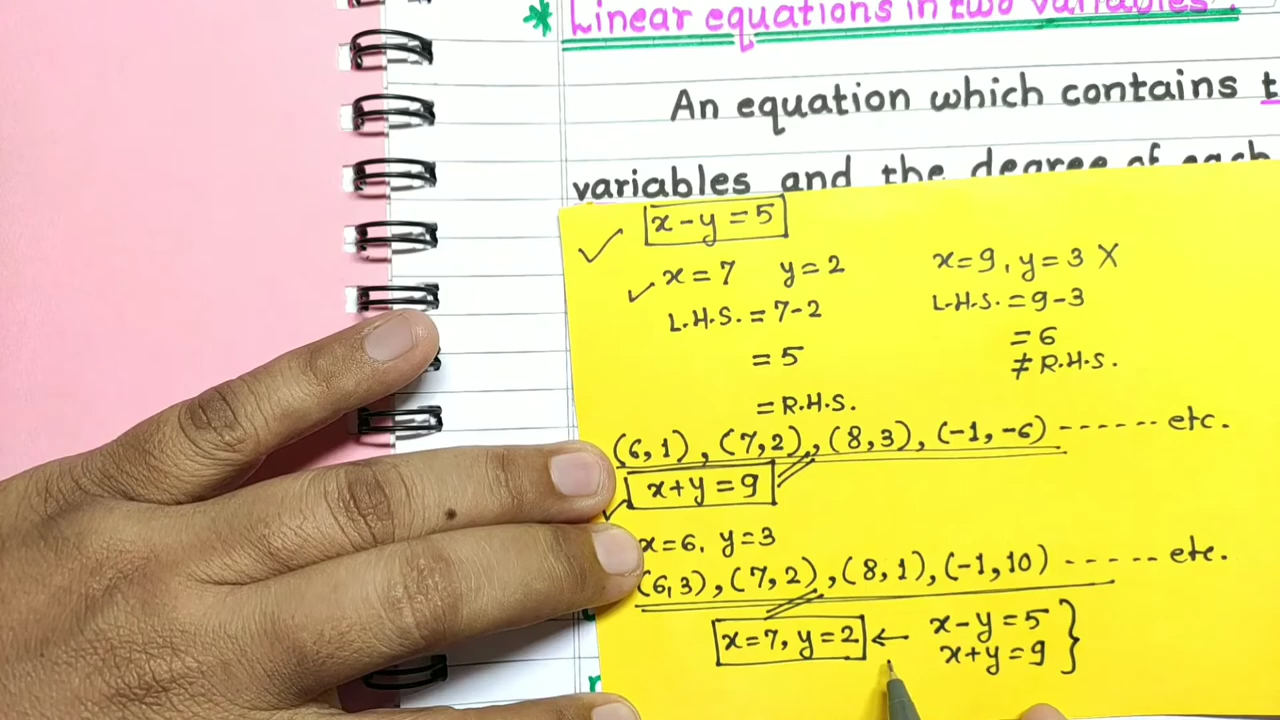 * Linear equations in two variables.
An equation which contains
variables and the degree of each
x-y=5
x=7 y=2
L.H.S. = 7-2
= 5
= R.H.S.
x=9, y=3 X
L.H.S. = 9-3
= 6
≠ R.H.S.
(6,1), (7,2), (8,3), (-1,-6) ------ etc.
x+y=9
x=6, y=3
(6,3), (7,2), (8,1), (-1,10) ------ etc.
x=7, y=2 ← x-y=5
x+y=9 }